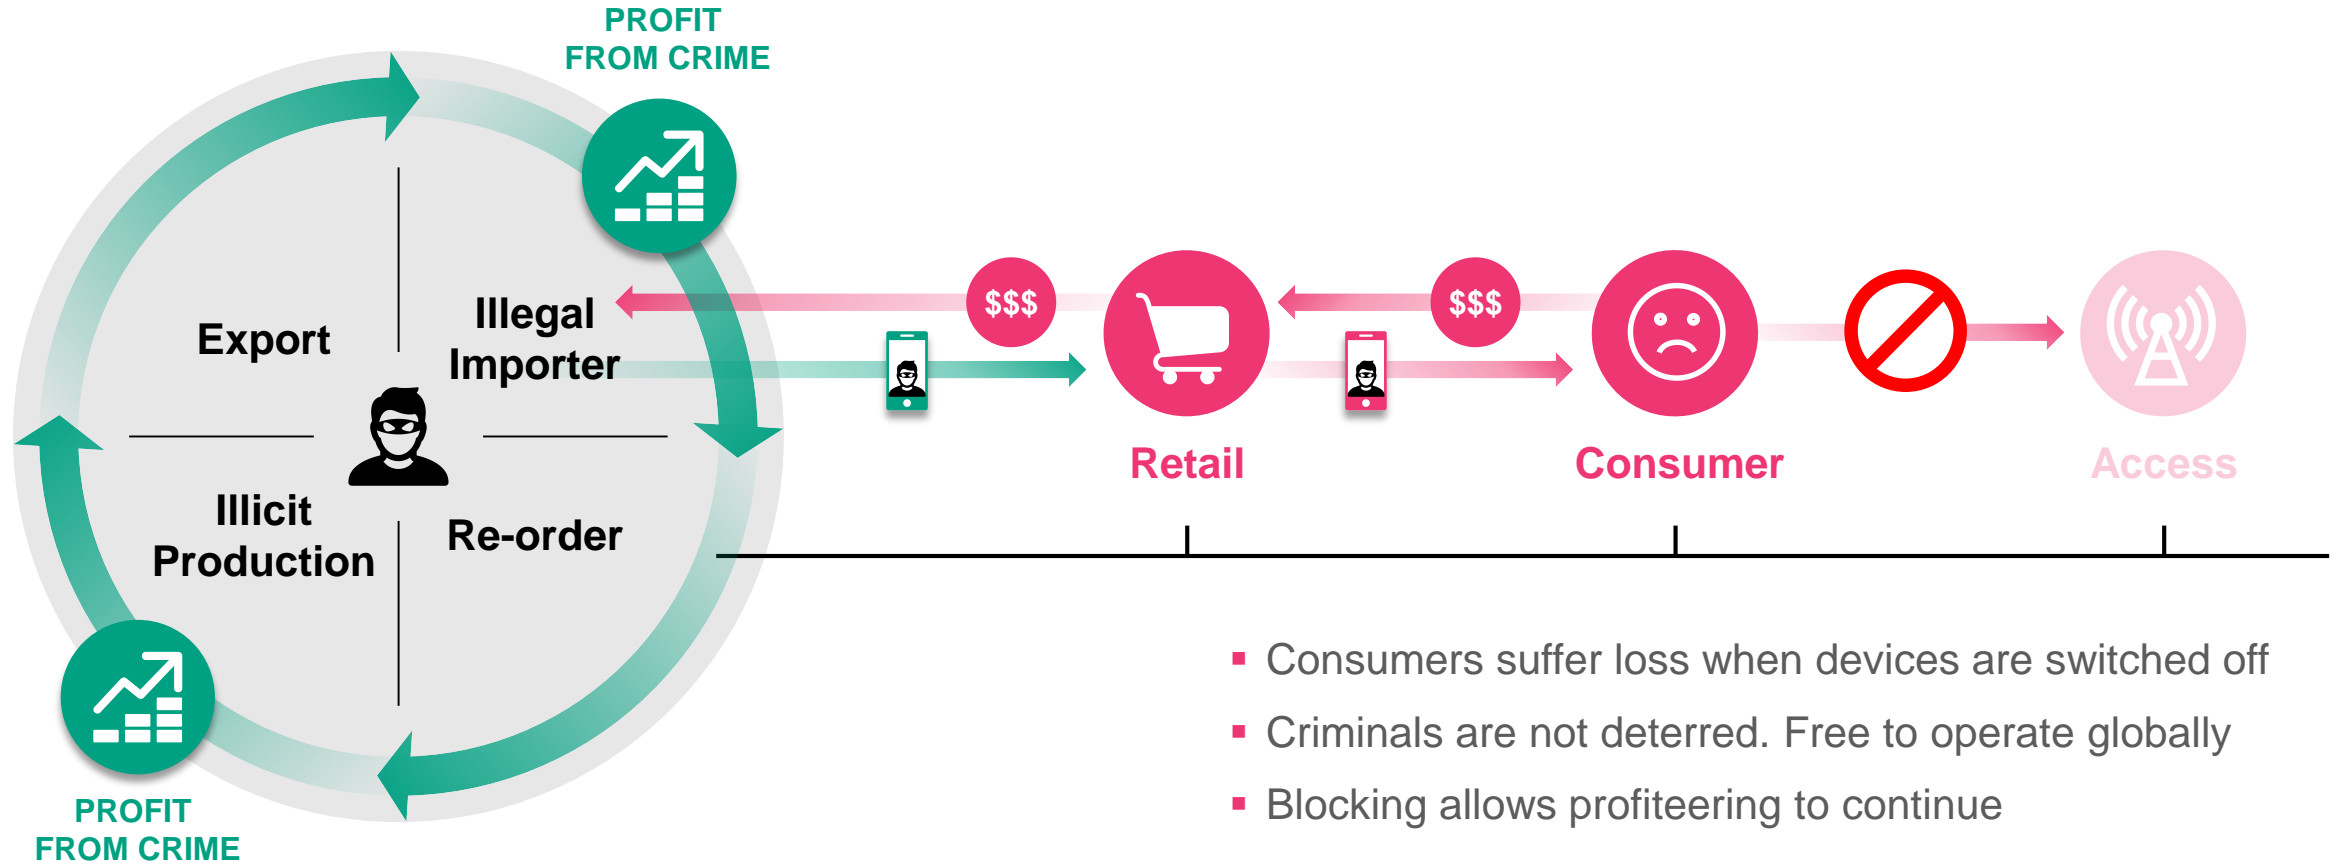 PROFIT
FROM CRIME
Export
Illegal
Importer
Illicit
Production
Re-order
PROFIT
FROM CRIME
$$$
$$$
Retail
Consumer
Access
▪ Consumers suffer loss when devices are switched off
▪ Criminals are not deterred. Free to operate globally
▪ Blocking allows profiteering to continue